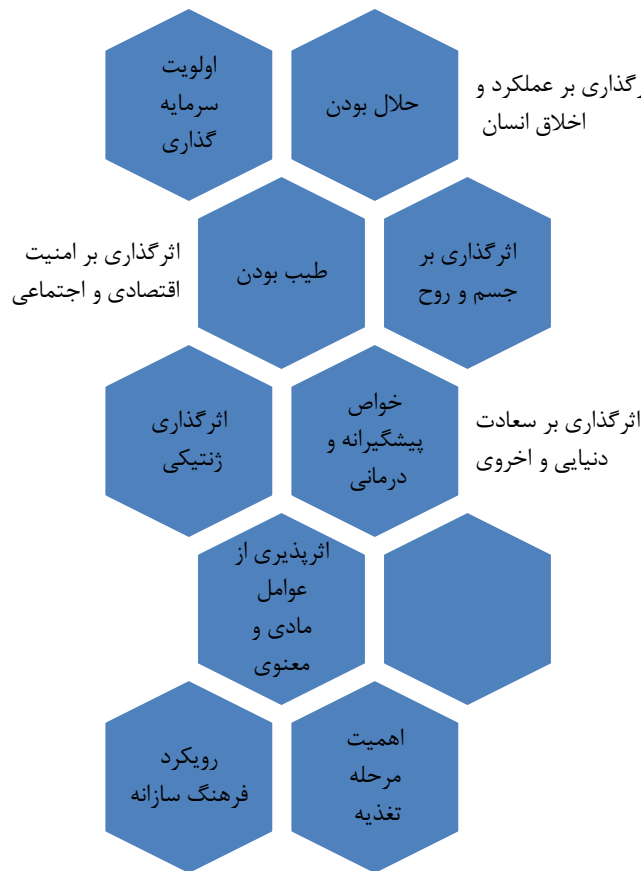 اولویت
سرمایه
گذاری
حلال بودن
رگذاری بر عملکرد و
اخلاق انسان
اثرگذاری بر امنیت
اقتصادی و اجتماعی
طیب بودن
اثرگذاری بر
جسم و روح
اثرگذاری
ژنتیکی
خواص
پیشگیرانه و
درمانی
اثرگذاری بر سعادت
دنیایی و اخروی
اثرپذیری از
عوامل
مادی و
معنوی
رویکرد
فرهنگ سازانه
اهمیت
مرحله
تغذیه